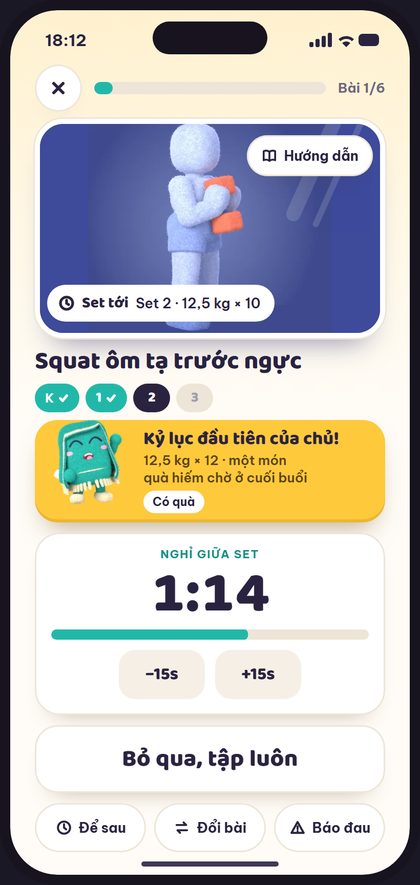 18:12
Bài 1/6
Hướng dẫn
Set tới Set 2 · 12,5 kg × 10
Squat ôm tạ trước ngực
K 1 2 3
Kỷ lục đầu tiên của chủ!
12,5 kg × 12 · một món
quà hiếm chờ ở cuối buổi
Có quà
NGHỈ GIỮA SET
1:14
−15s +15s
Bỏ qua, tập luôn
Để sau Đổi bài Báo đau